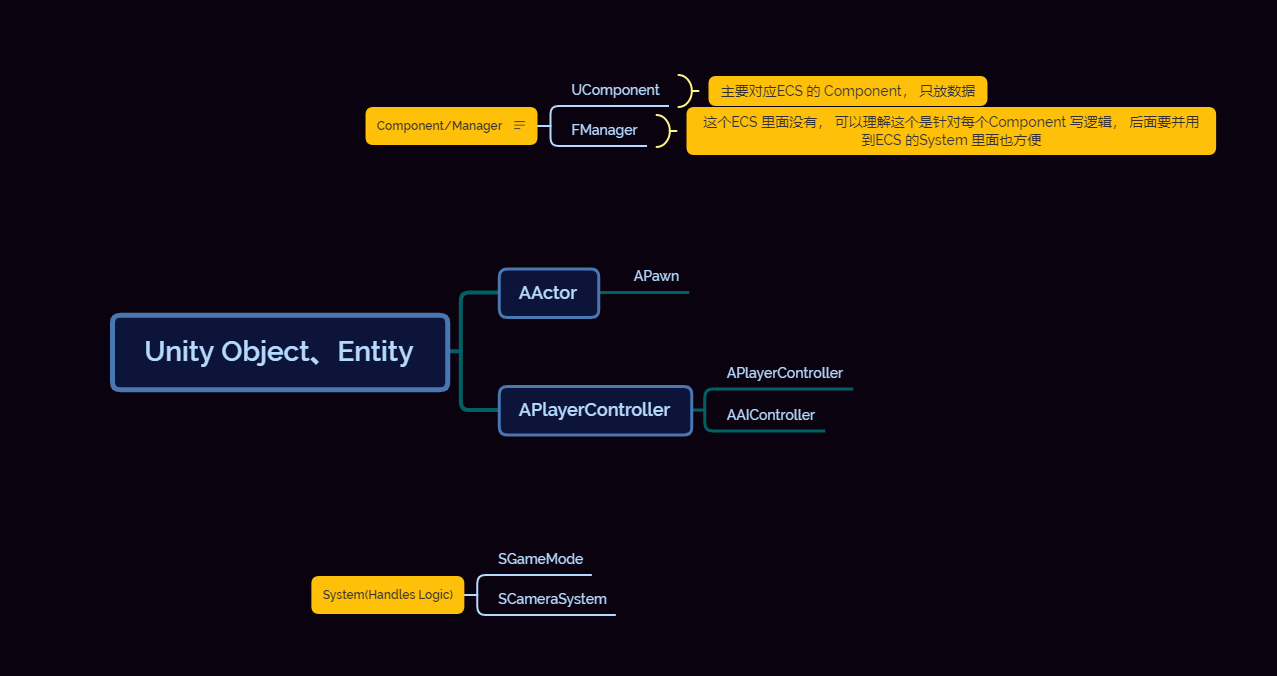 UComponent
主要对应ECS 的 Component， 只放数据
Component/Manager
FManager
这个ECS 里面没有， 可以理解这个是针对每个Component 写逻辑， 后面要并用
到ECS 的System 里面也方便
AActor
APawn
Unity Object、Entity
APlayerController
APlayerController
AAIController
SGameMode
System(Handles Logic)
SCameraSystem